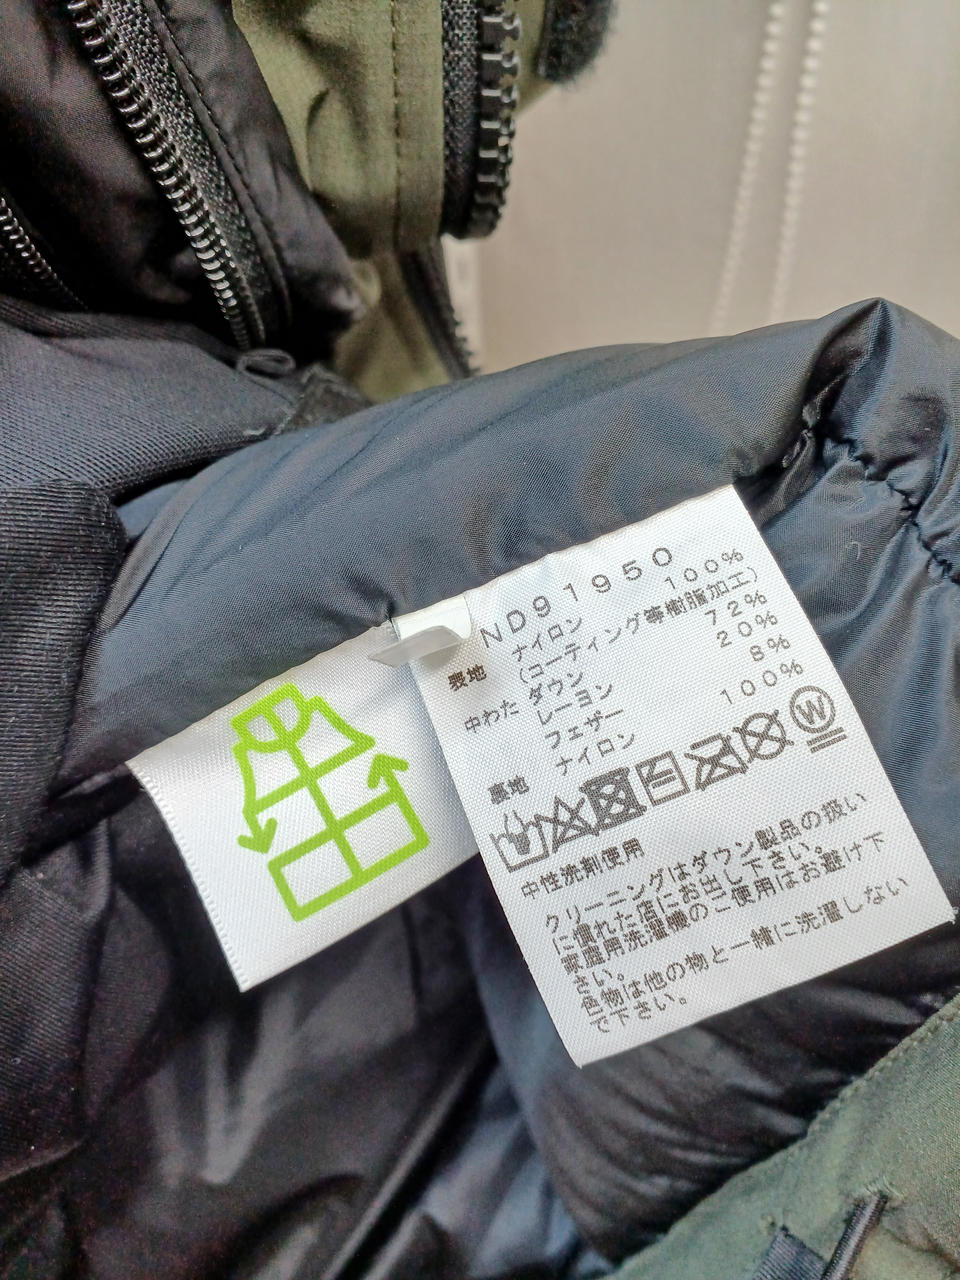 ND91950
表地 ナイロン 100%
(コーティング等樹脂加工)
中わた ダウン 72%
レーヨン 20%
フェザー 8%
裏地 ナイロン 100%
W
中性洗剤使用
クリーニングはダウン製品の扱い
に慣れた店にお出し下さい。
家庭用洗濯機のご使用はお避け下
さい。
色物は他の物と一緒に洗濯しない
で下さい。